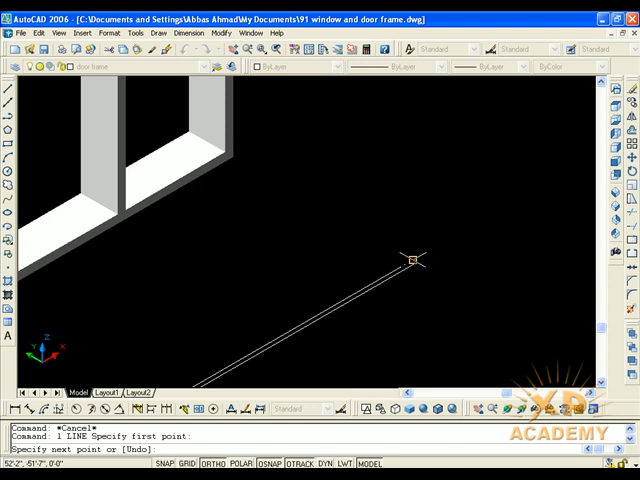 AutoCAD 2006 - [C:\Documents and Settings\Abbas Ahmad\My Documents\91 window and door frame.dwg]
File Edit View Insert Format Tools Draw Dimension Modify Window Help
Standard Standard Standard
door frame ByLayer ByLayer ByLayer ByColor
Z
Y X
Model Layout1 Layout2
Standard
Command: *Cancel*
Command: l LINE Specify first point:
Specify next point or [Undo]:
52'-2", -51'-7", 0'-0" SNAP GRID ORTHO POLAR OSNAP OTRACK DYN LWT MODEL
XD
ACADEMY